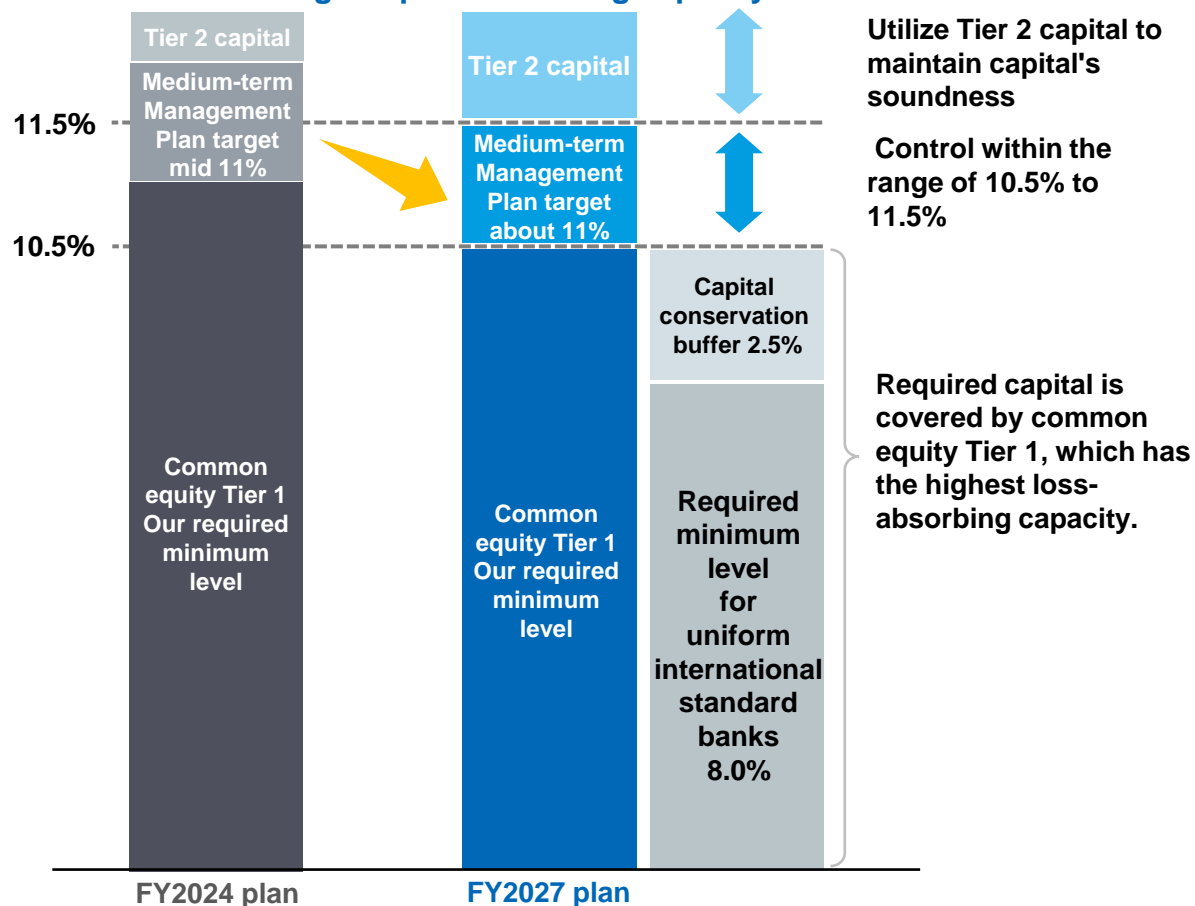 Tier 2 capital
Medium-term
Management
Plan target
mid 11%
Common
equity Tier 1
Our required
minimum
level
11.5%
10.5%
Tier 2 capital
Medium-term
Management
Plan target
about 11%
Common
equity Tier 1
Our required
minimum
level
Capital
conservation
buffer 2.5%
Required
minimum
level
for
uniform
international
standard
banks
8.0%
Utilize Tier 2 capital to
maintain capital's
soundness
Control within the
range of 10.5% to
11.5%
Required capital is
covered by common
equity Tier 1, which has
the highest loss-
absorbing capacity.
FY2024 plan
FY2027 plan